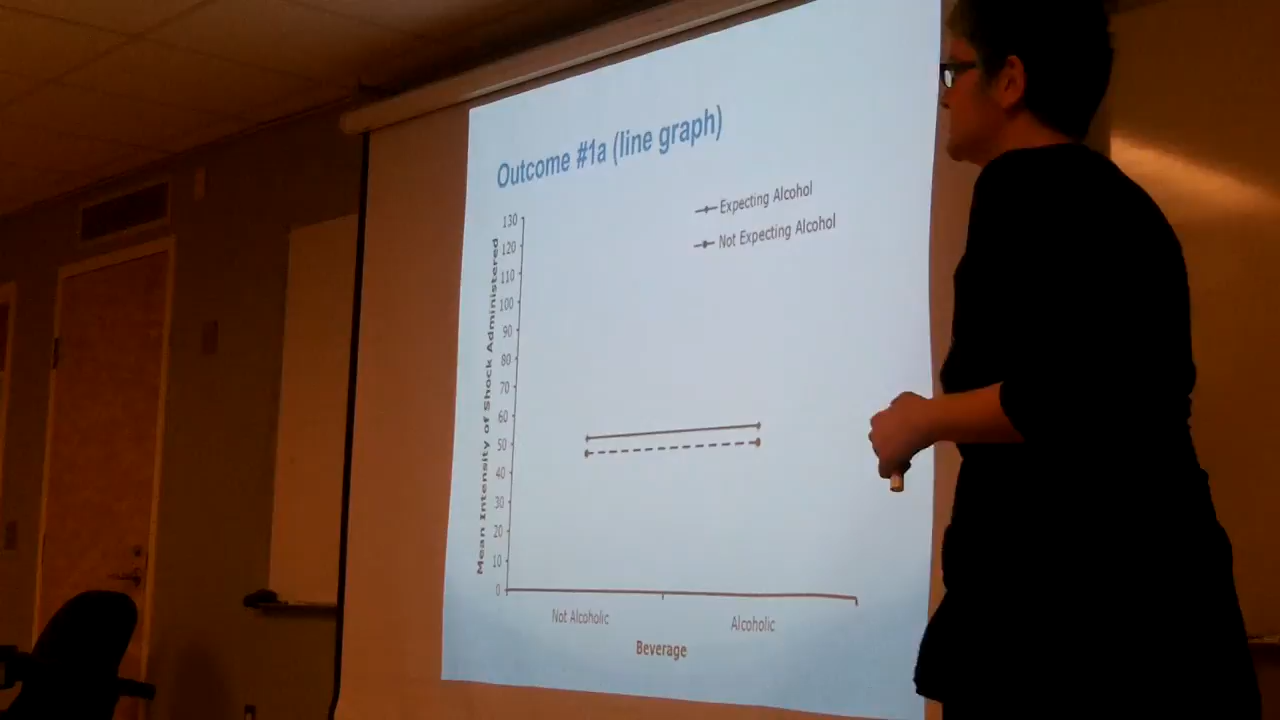 Outcome #1a (line graph)
Expecting Alcohol
Not Expecting Alcohol
Mean Intensity of Shock Administered
130
120
110
100
90
80
70
60
50
40
30
20
10
0
Not Alcoholic
Alcoholic
Beverage